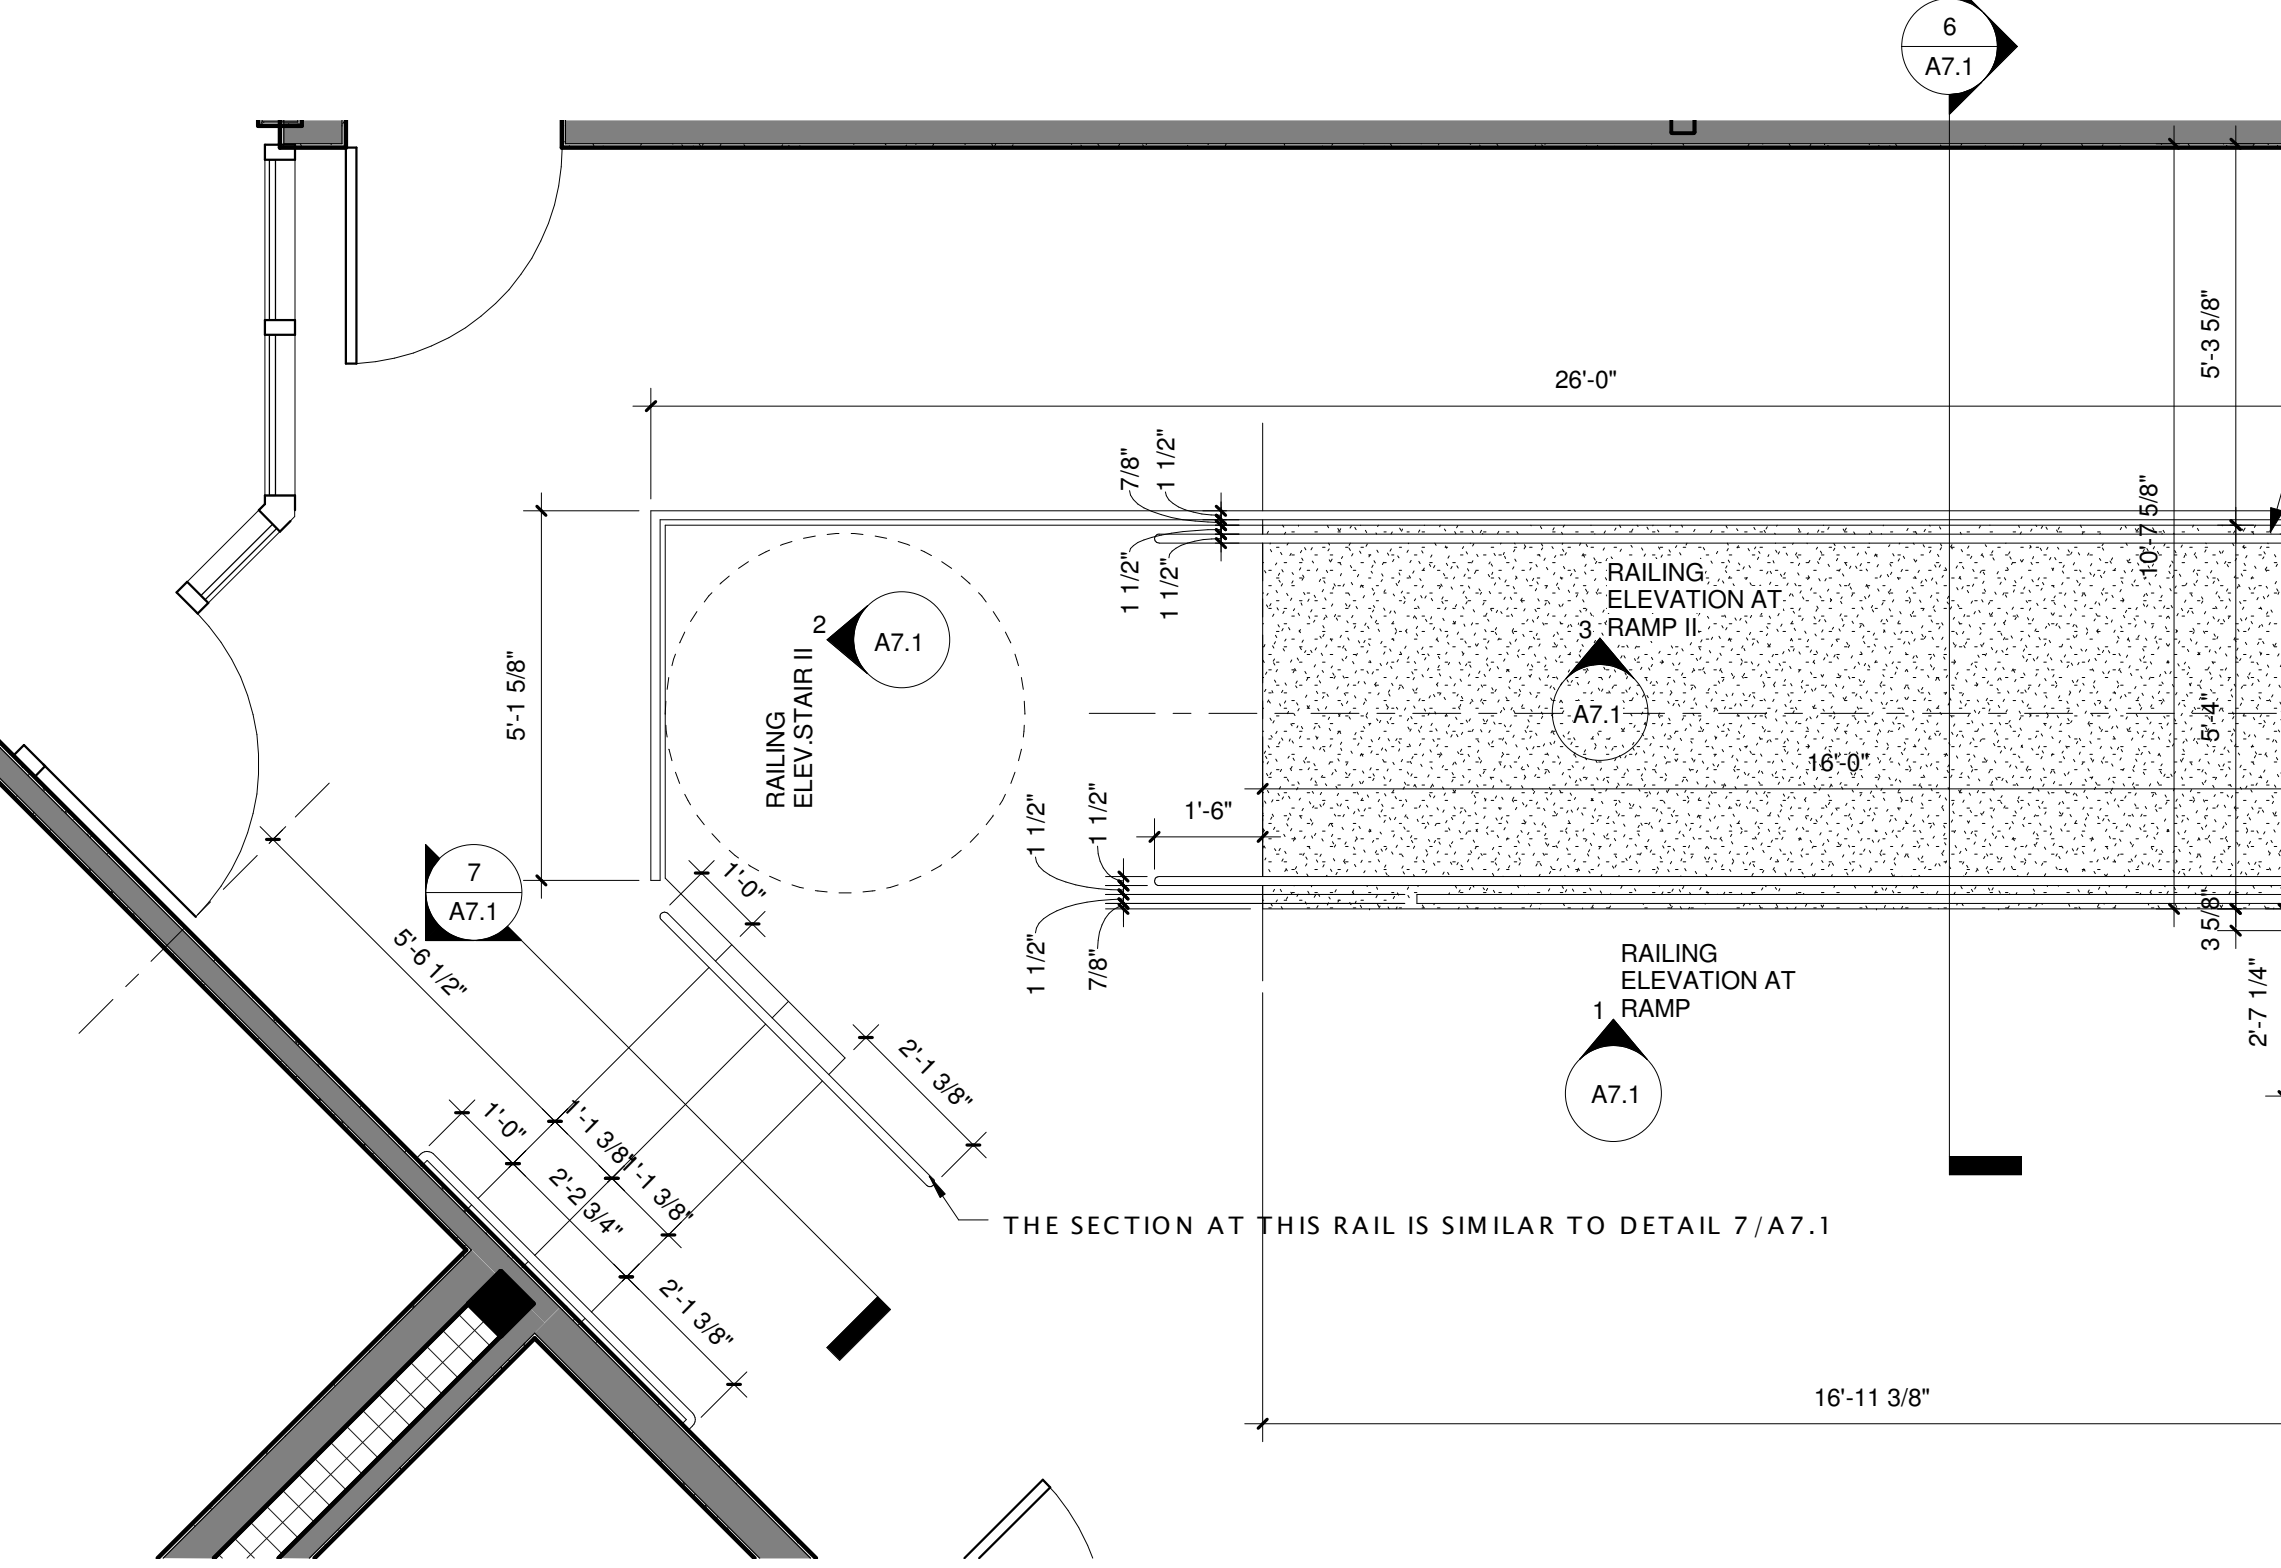 6
A7.1
5'-3 5/8"
26'-0"
7/8"
1 1/2"
10'-7 5/8"
1 1/2"
1 1/2"
RAILING
ELEVATION AT
RAMP II
3
A7.1
2
A7.1
RAILING
ELEV.STAIR II
5'-1 5/8"
5'-4"
16'-0"
1'-6"
1 1/2"
1 1/2"
7
A7.1
1'-0"
3 5/8"
1 1/2"
7/8"
5'-6 1/2"
RAILING
ELEVATION AT
RAMP
1
A7.1
2'-7 1/4"
2'-1 3/8"
1'-0"
1'-1 3/8"
1'-1 3/8"
2'-2 3/4"
THE SECTION AT THIS RAIL IS SIMILAR TO DETAIL 7/A7.1
2'-1 3/8"
16'-11 3/8"